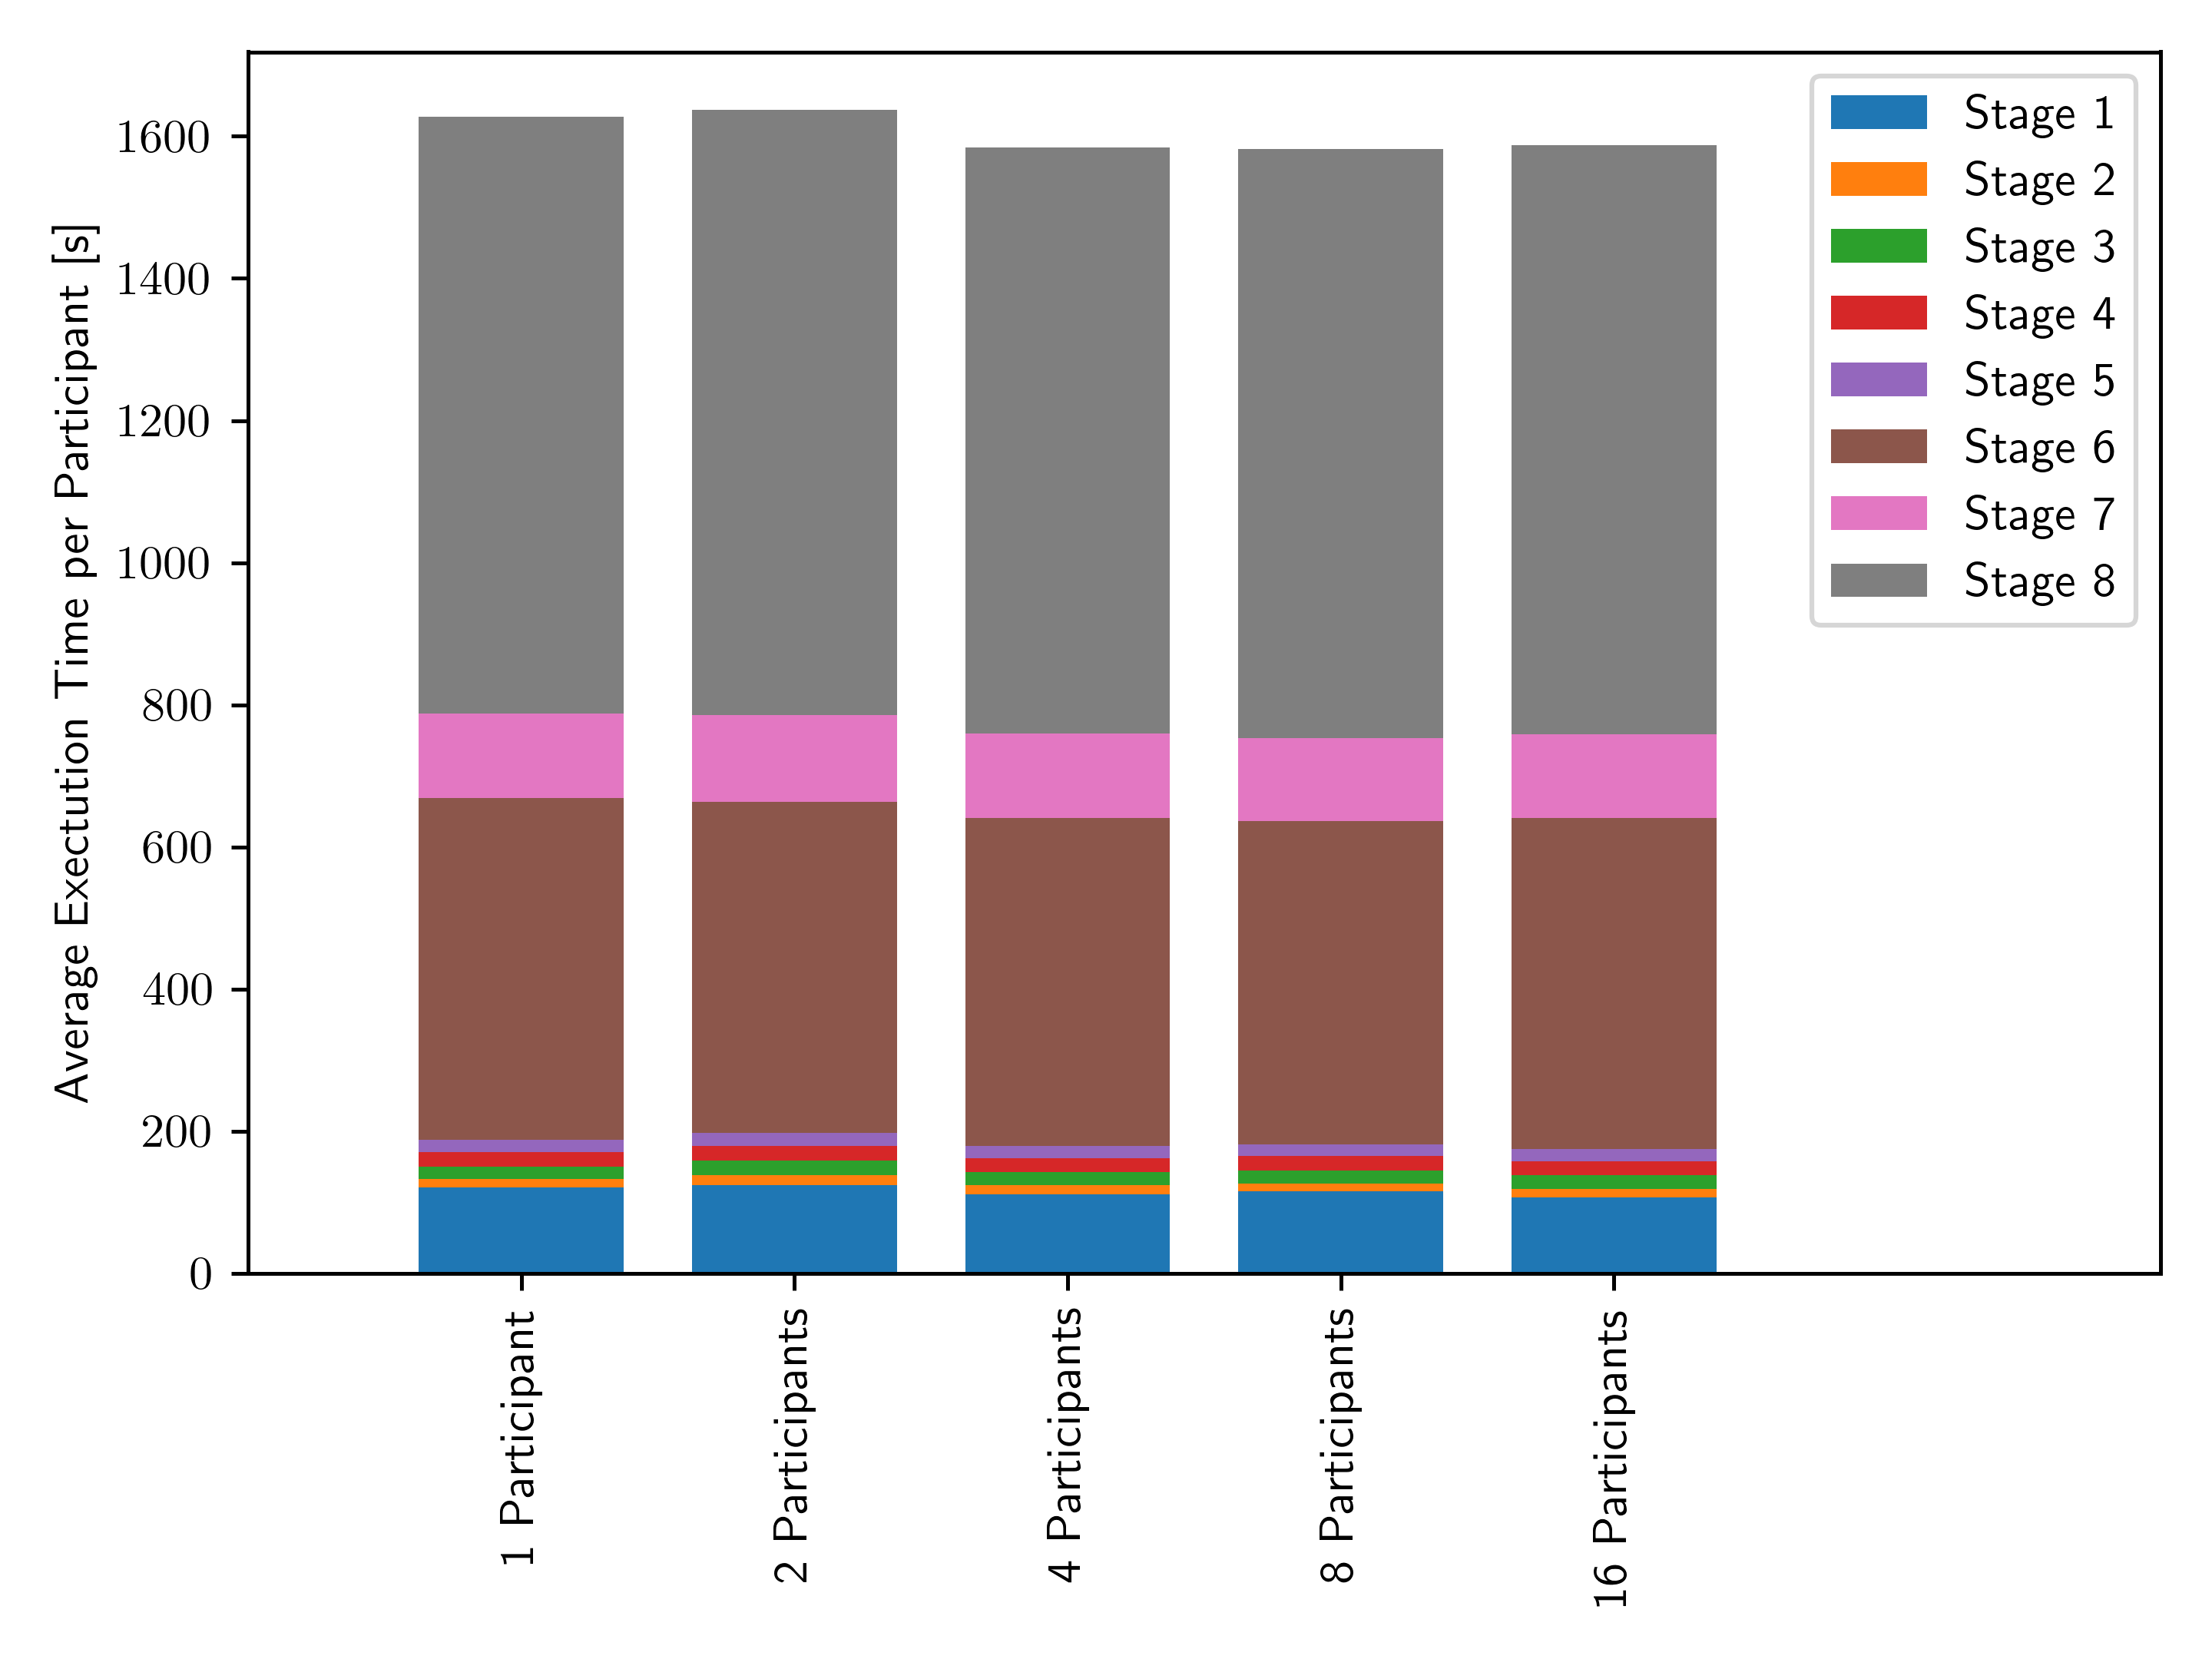 Average Exectution Time per Participant [s]
1600
1400
1200
1000
800
600
400
200
0
Stage 1
Stage 2
Stage 3
Stage 4
Stage 5
Stage 6
Stage 7
Stage 8
1 Participant
2 Participants
4 Participants
8 Participants
16 Participants